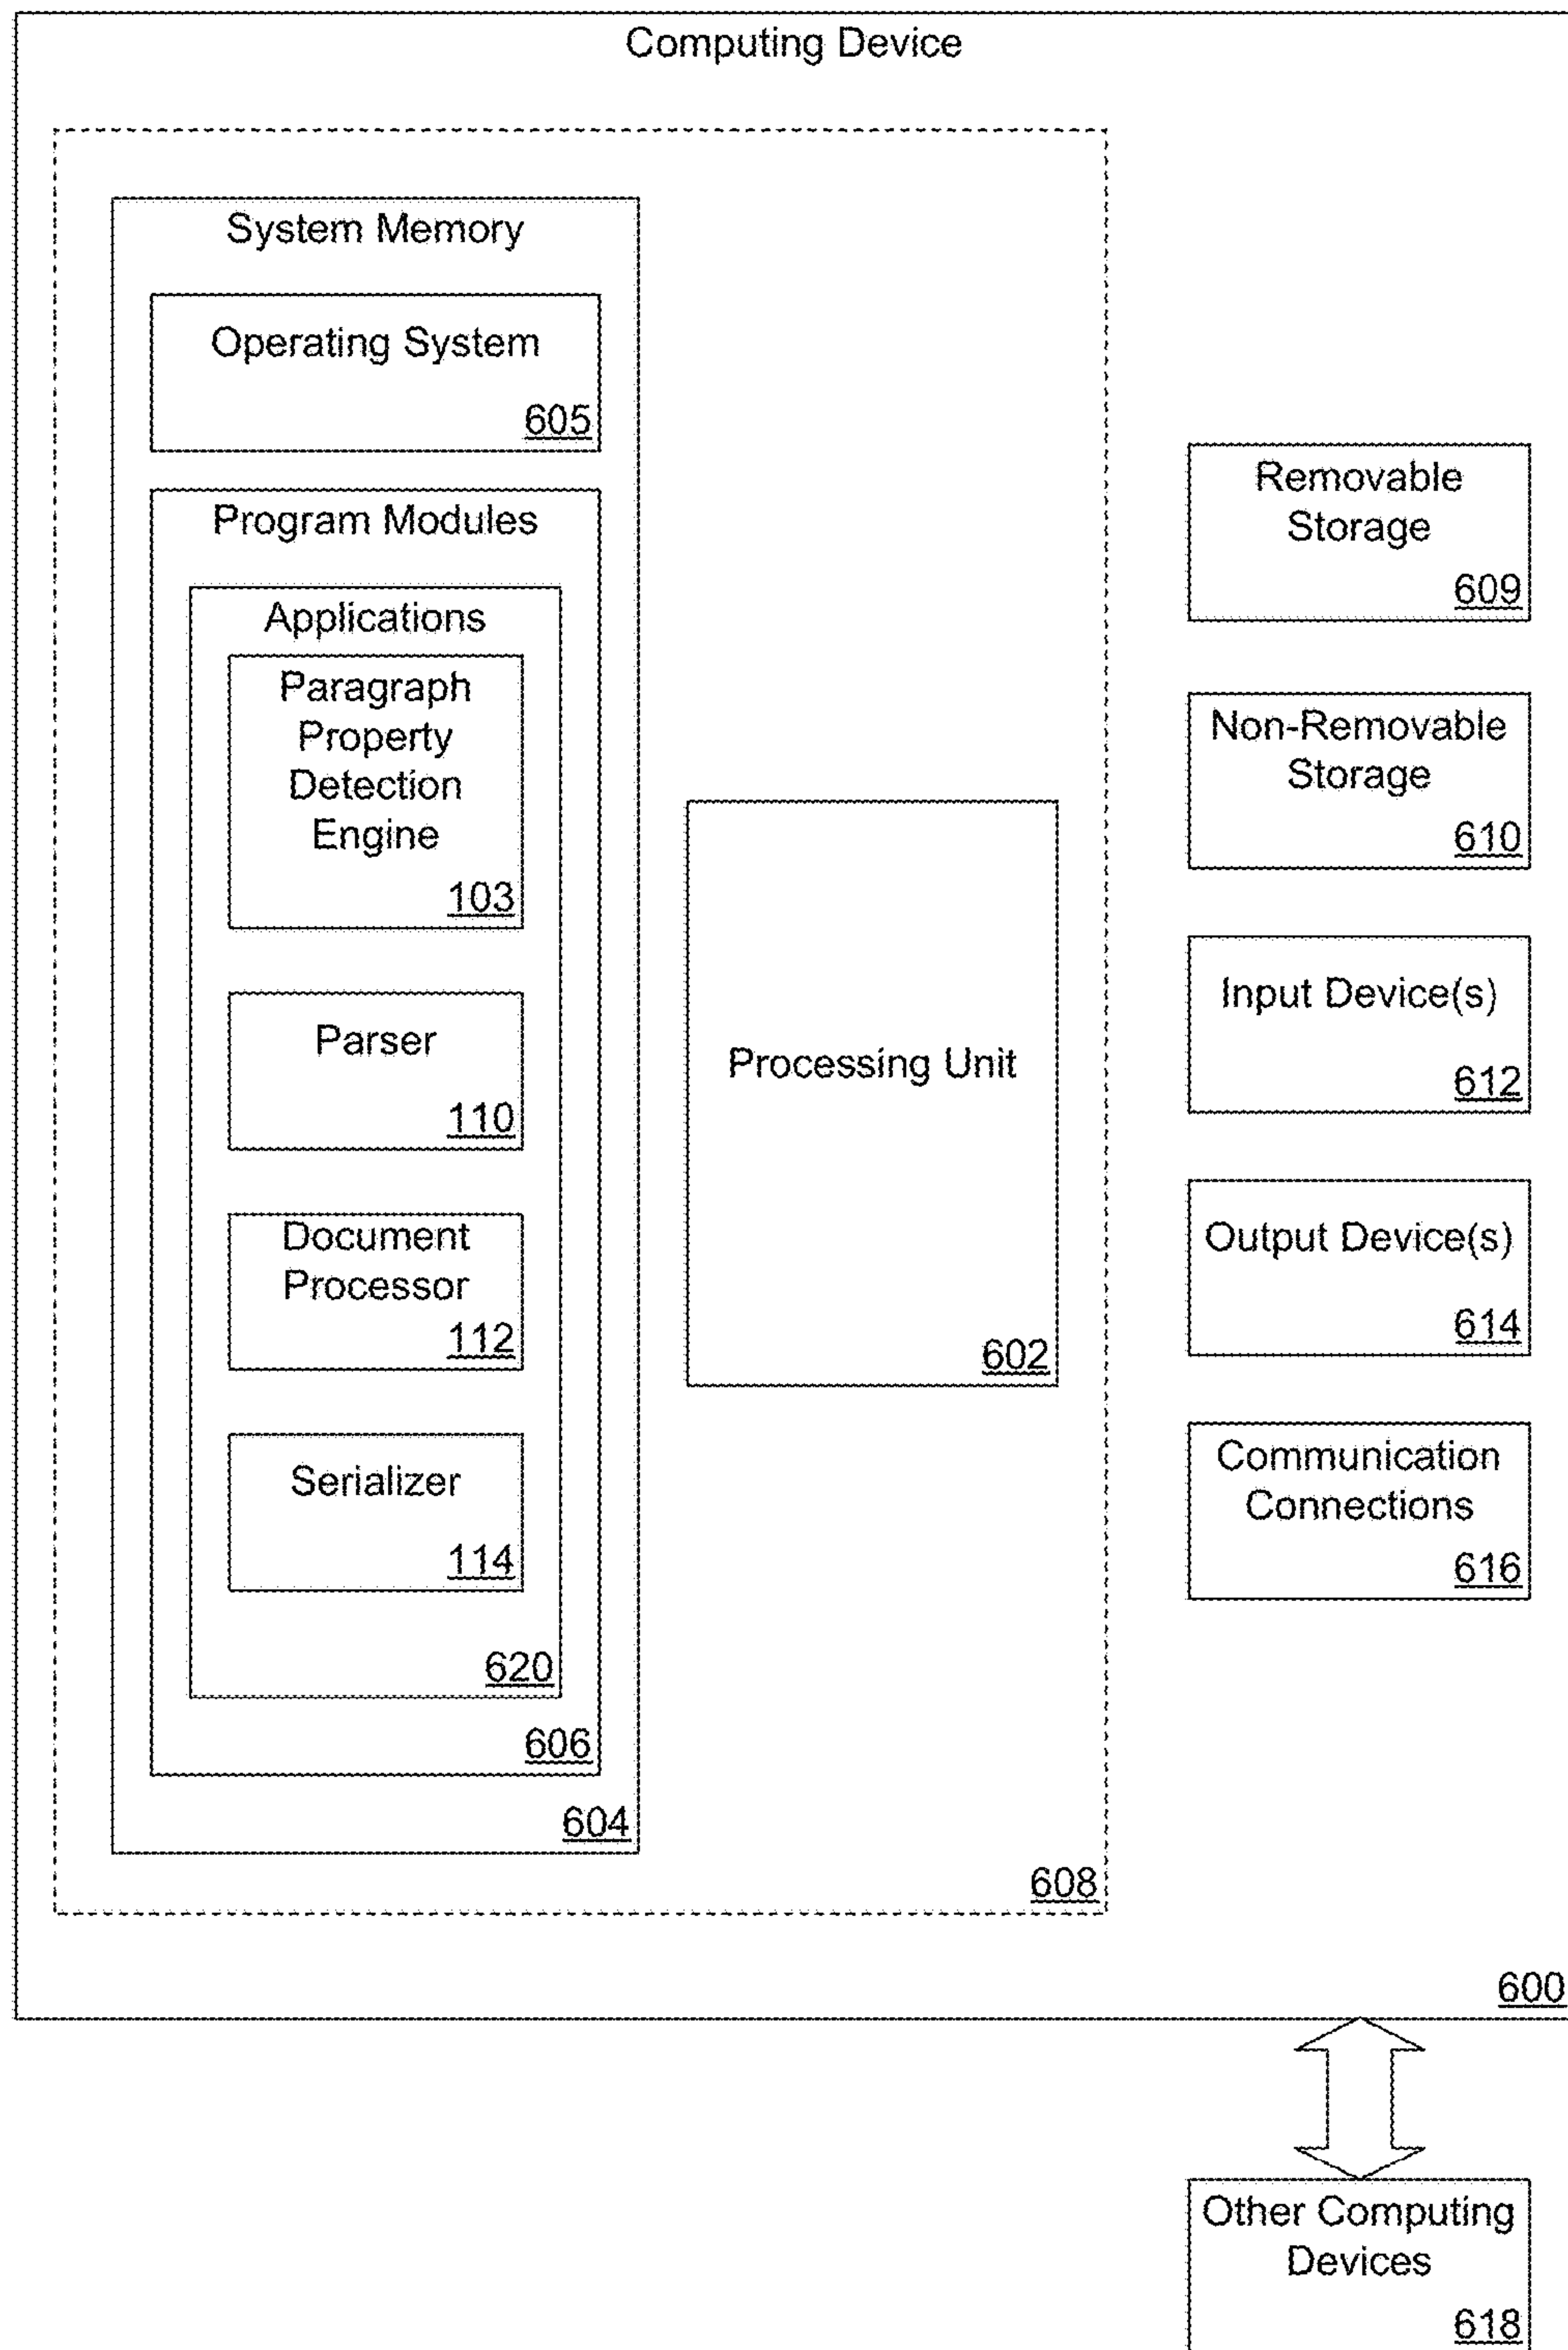 Computing Device
System Memory
Operating System
605
Program Modules
Applications
Paragraph
Property
Detection
Engine
103
Parser
110
Document
Processor
112
Serializer
114
620
606
604
Processing Unit
602
608
Removable
Storage
609
Non-Removable
Storage
610
Input Device(s)
612
Output Device(s)
614
Communication
Connections
616
600
Other Computing
Devices
618